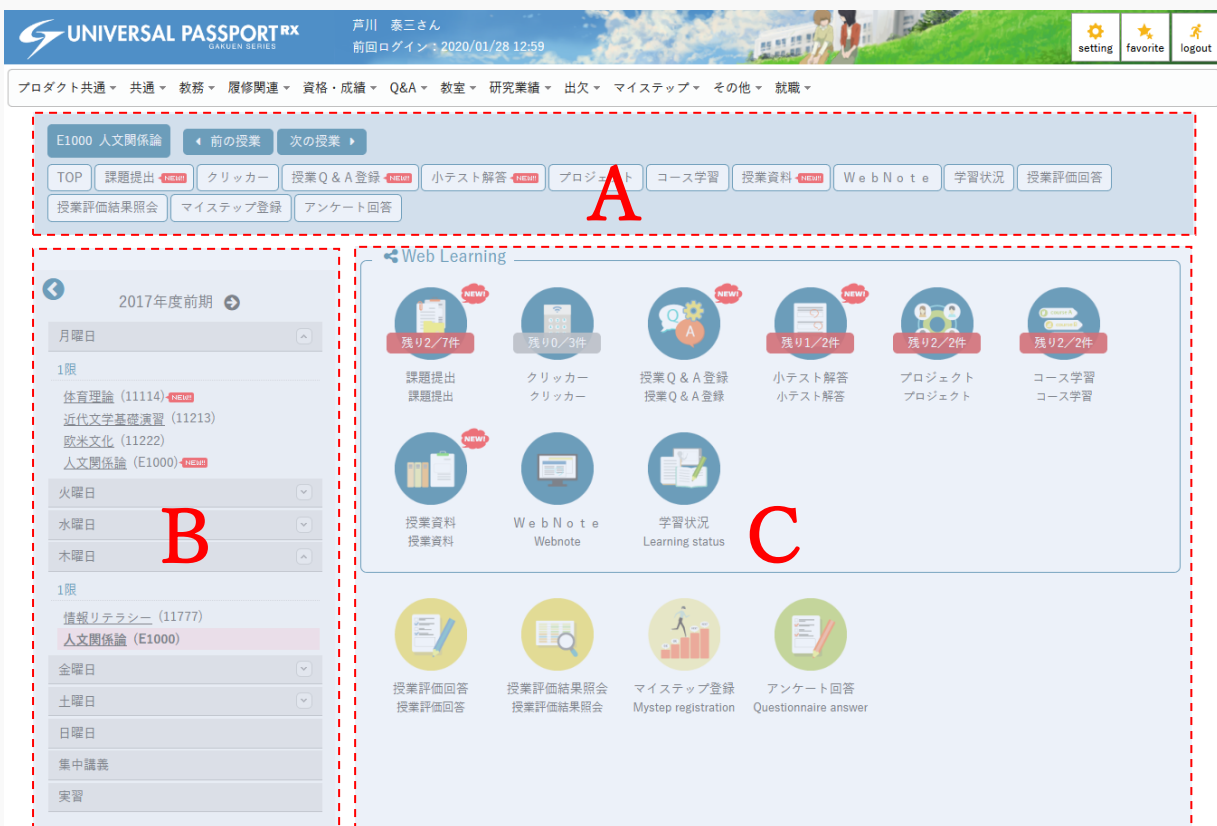 UNIVERSAL PASSPORT RX
GAKUEN SERIES
芦川 泰三さん
前回ログイン：2020/01/28 12:59
setting favorite logout
プロダクト共通 共通 教務 履修関連 資格・成績 Q&A 教室 研究業績 出欠 マイステップ その他 就職
E1000 人文関係論 前の授業 次の授業
TOP 課題提出 NEW!! クリッカー 授業Q&A登録 NEW!! 小テスト解答 NEW!! プロジェクト コース学習 授業資料 NEW!! WebNote 学習状況 授業評価回答
授業評価結果照会 マイステップ登録 アンケート回答
A
2017年度前期
月曜日
1限
体育理論 (11114) NEW!!
近代文学基礎演習 (11213)
欧米文化 (11222)
人文関係論 (E1000) NEW!!
火曜日
水曜日
木曜日
1限
情報リテラシー (11777)
人文関係論 (E1000)
金曜日
土曜日
日曜日
集中講義
実習
B
Web Learning
NEW! NEW! NEW!
Q A
残り2／7件 残り0／3件 残り1／2件 残り2／2件 残り2／2件
課題提出 クリッカー 授業Q&A登録 小テスト解答 プロジェクト コース学習
課題提出 クリッカー 授業Q&A登録 小テスト解答 プロジェクト コース学習
NEW!
授業資料 WebNote 学習状況
授業資料 Webnote Learning status
C
授業評価回答 授業評価結果照会 マイステップ登録 アンケート回答
授業評価回答 授業評価結果照会 Mystep registration Questionnaire answer